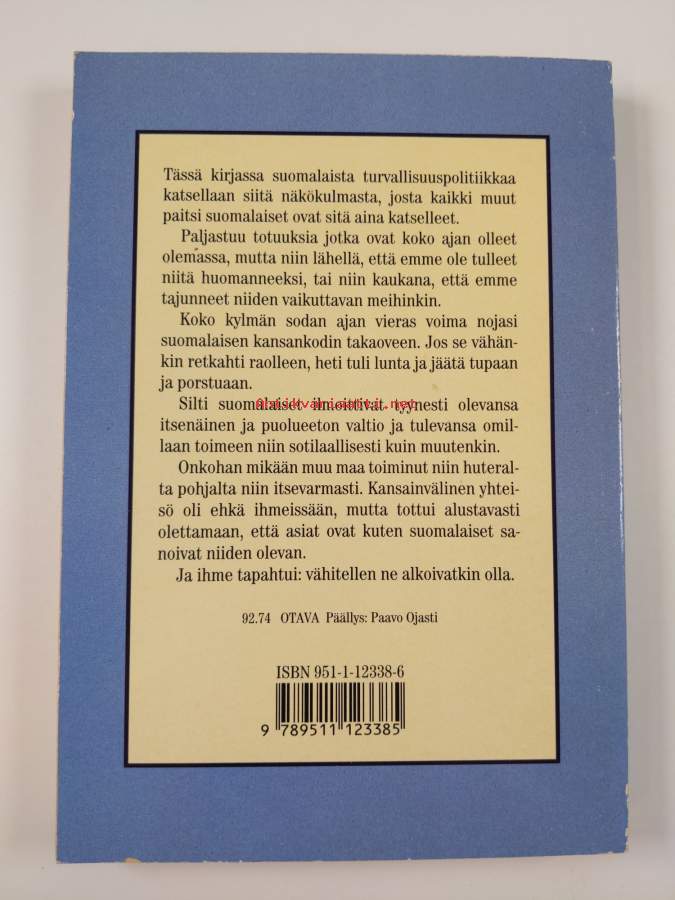 Tässä kirjassa suomalaista turvallisuuspolitiikkaa
katsellaan siitä näkökulmasta, josta kaikki muut
paitsi suomalaiset ovat sitä aina katselleet.
Paljastuu totuuksia jotka ovat koko ajan olleet
olemassa, mutta niin lähellä, että emme ole tulleet
niitä huomanneeksi, tai niin kaukana, että emme
tajunneet niiden vaikuttavan meihinkin.
Koko kylmän sodan ajan vieras voima nojasi
suomalaisen kansankodin takaoveen. Jos se vähän-
kin retkahti raolleen, heti tuli lunta ja jäätä tupaan
ja porstuaan.
Silti suomalaiset ilmoittivat tyynesti olevansa
itsenäinen ja puolueeton valtio ja tulevansa omil-
laan toimeen niin sotilaallisesti kuin muutenkin.
Onkohan mikään muu maa toiminut niin huteral-
ta pohjalta niin itsevarmasti. Kansainvälinen yhtei-
sö oli ehkä ihmeissään, mutta tottui alustavasti
olettamaan, että asiat ovat kuten suomalaiset sa-
noivat niiden olevan.
Ja ihme tapahtui: vähitellen ne alkoivatkin olla.
92.74 OTAVA Päällys: Paavo Ojasti
ISBN 951-1-12338-6
9 789511 123385